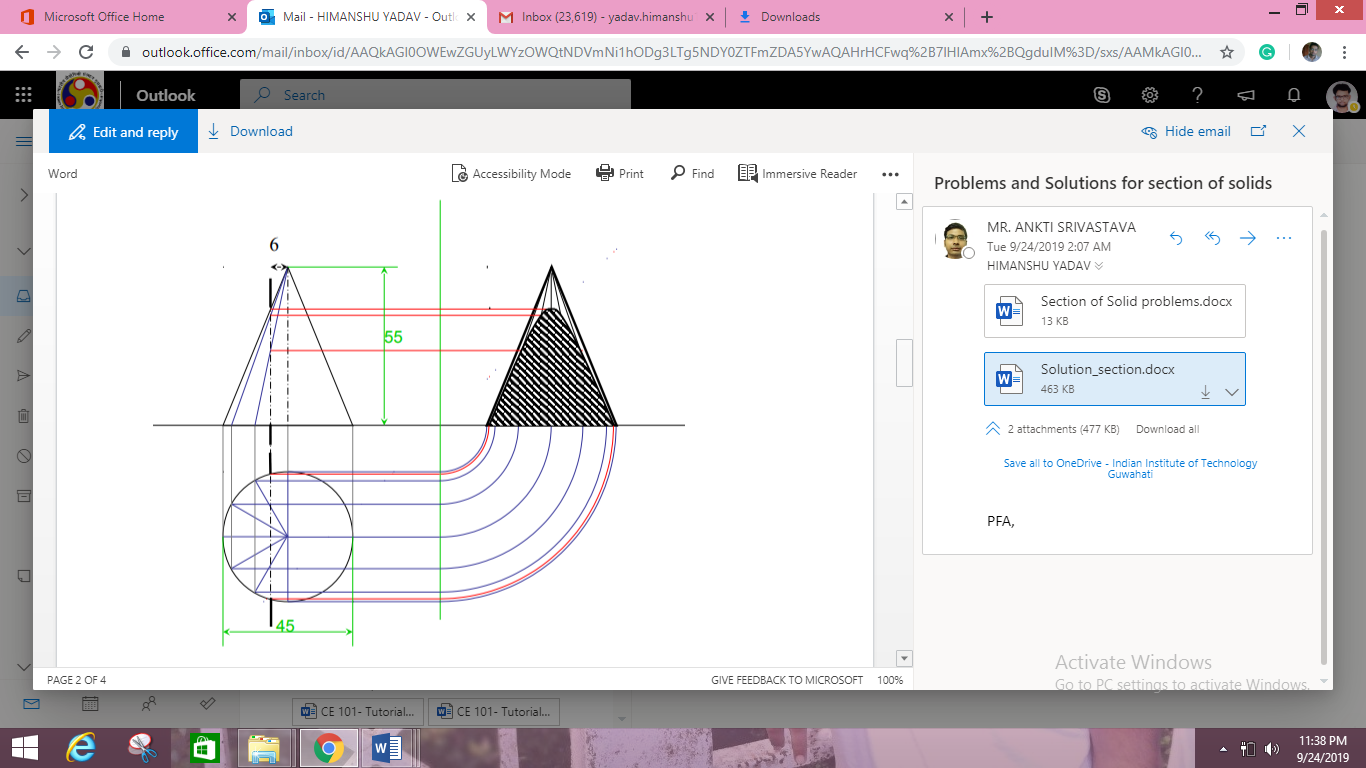 Microsoft Office Home
Mail - HIMANSHU YADAV - Outl
Inbox (23,619) - yadav.himanshu
Downloads
outlook.office.com/mail/inbox/id/AAQkAGI0OWEwZGUyLWYzOWQtNDVmNi1hODg3LTg5NDY0ZTFmZDA5YwAQAHrHCFwq%2B7IHIAmx%2BQgduIM%3D/sxs/AAMkAGI0...
Outlook
Search
Edit and reply
Download
Hide email
Word
Accessibility Mode
Print
Find
Immersive Reader
Problems and Solutions for section of solids
MR. ANKTI SRIVASTAVA
Tue 9/24/2019 2:07 AM
HIMANSHU YADAV
Section of Solid problems.docx
13 KB
Solution_section.docx
463 KB
2 attachments (477 KB)
Download all
Save all to OneDrive - Indian Institute of Technology
Guwahati
PFA,
6
55
45
PAGE 2 OF 4
GIVE FEEDBACK TO MICROSOFT
100%
Activate Windows
Go to PC settings to activate Windows.
CE 101- Tutorial...
CE 101- Tutorial...
11:38 PM
9/24/2019